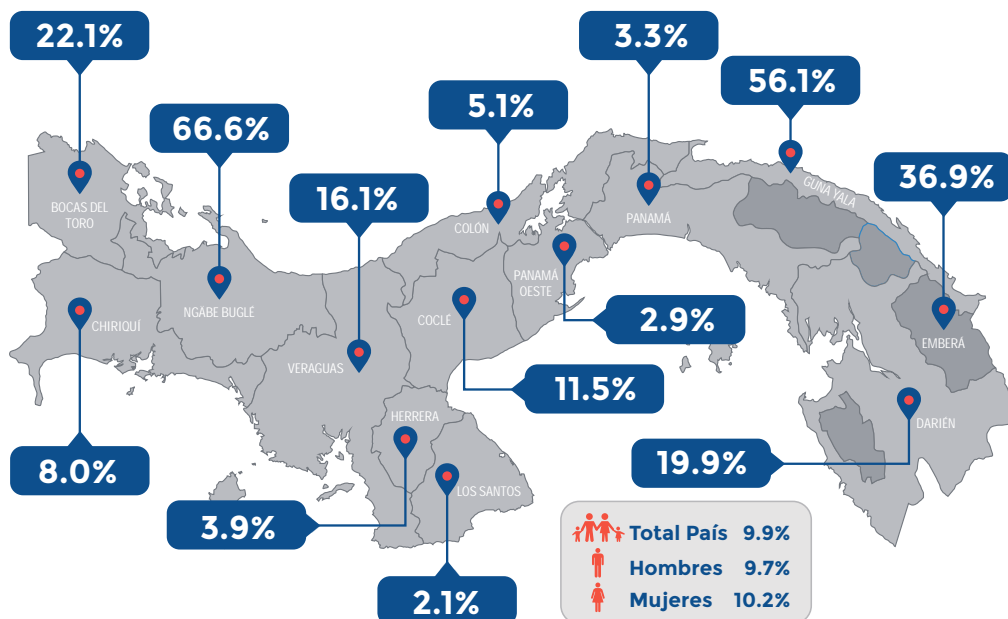 22.1%
3.3%
56.1%
5.1%
66.6%
36.9%
16.1%
BOCAS DEL
TORO
GUNA YALA
PANAMÁ
COLÓN
PANAMÁ
OESTE
NGÄBE BUGLÉ
CHIRIQUÍ
COCLÉ
2.9%
EMBERÁ
VERAGUAS
11.5%
HERRERA
DARIÉN
8.0%
19.9%
LOS SANTOS
3.9%
2.1%
Total País 9.9%
Hombres 9.7%
Mujeres 10.2%